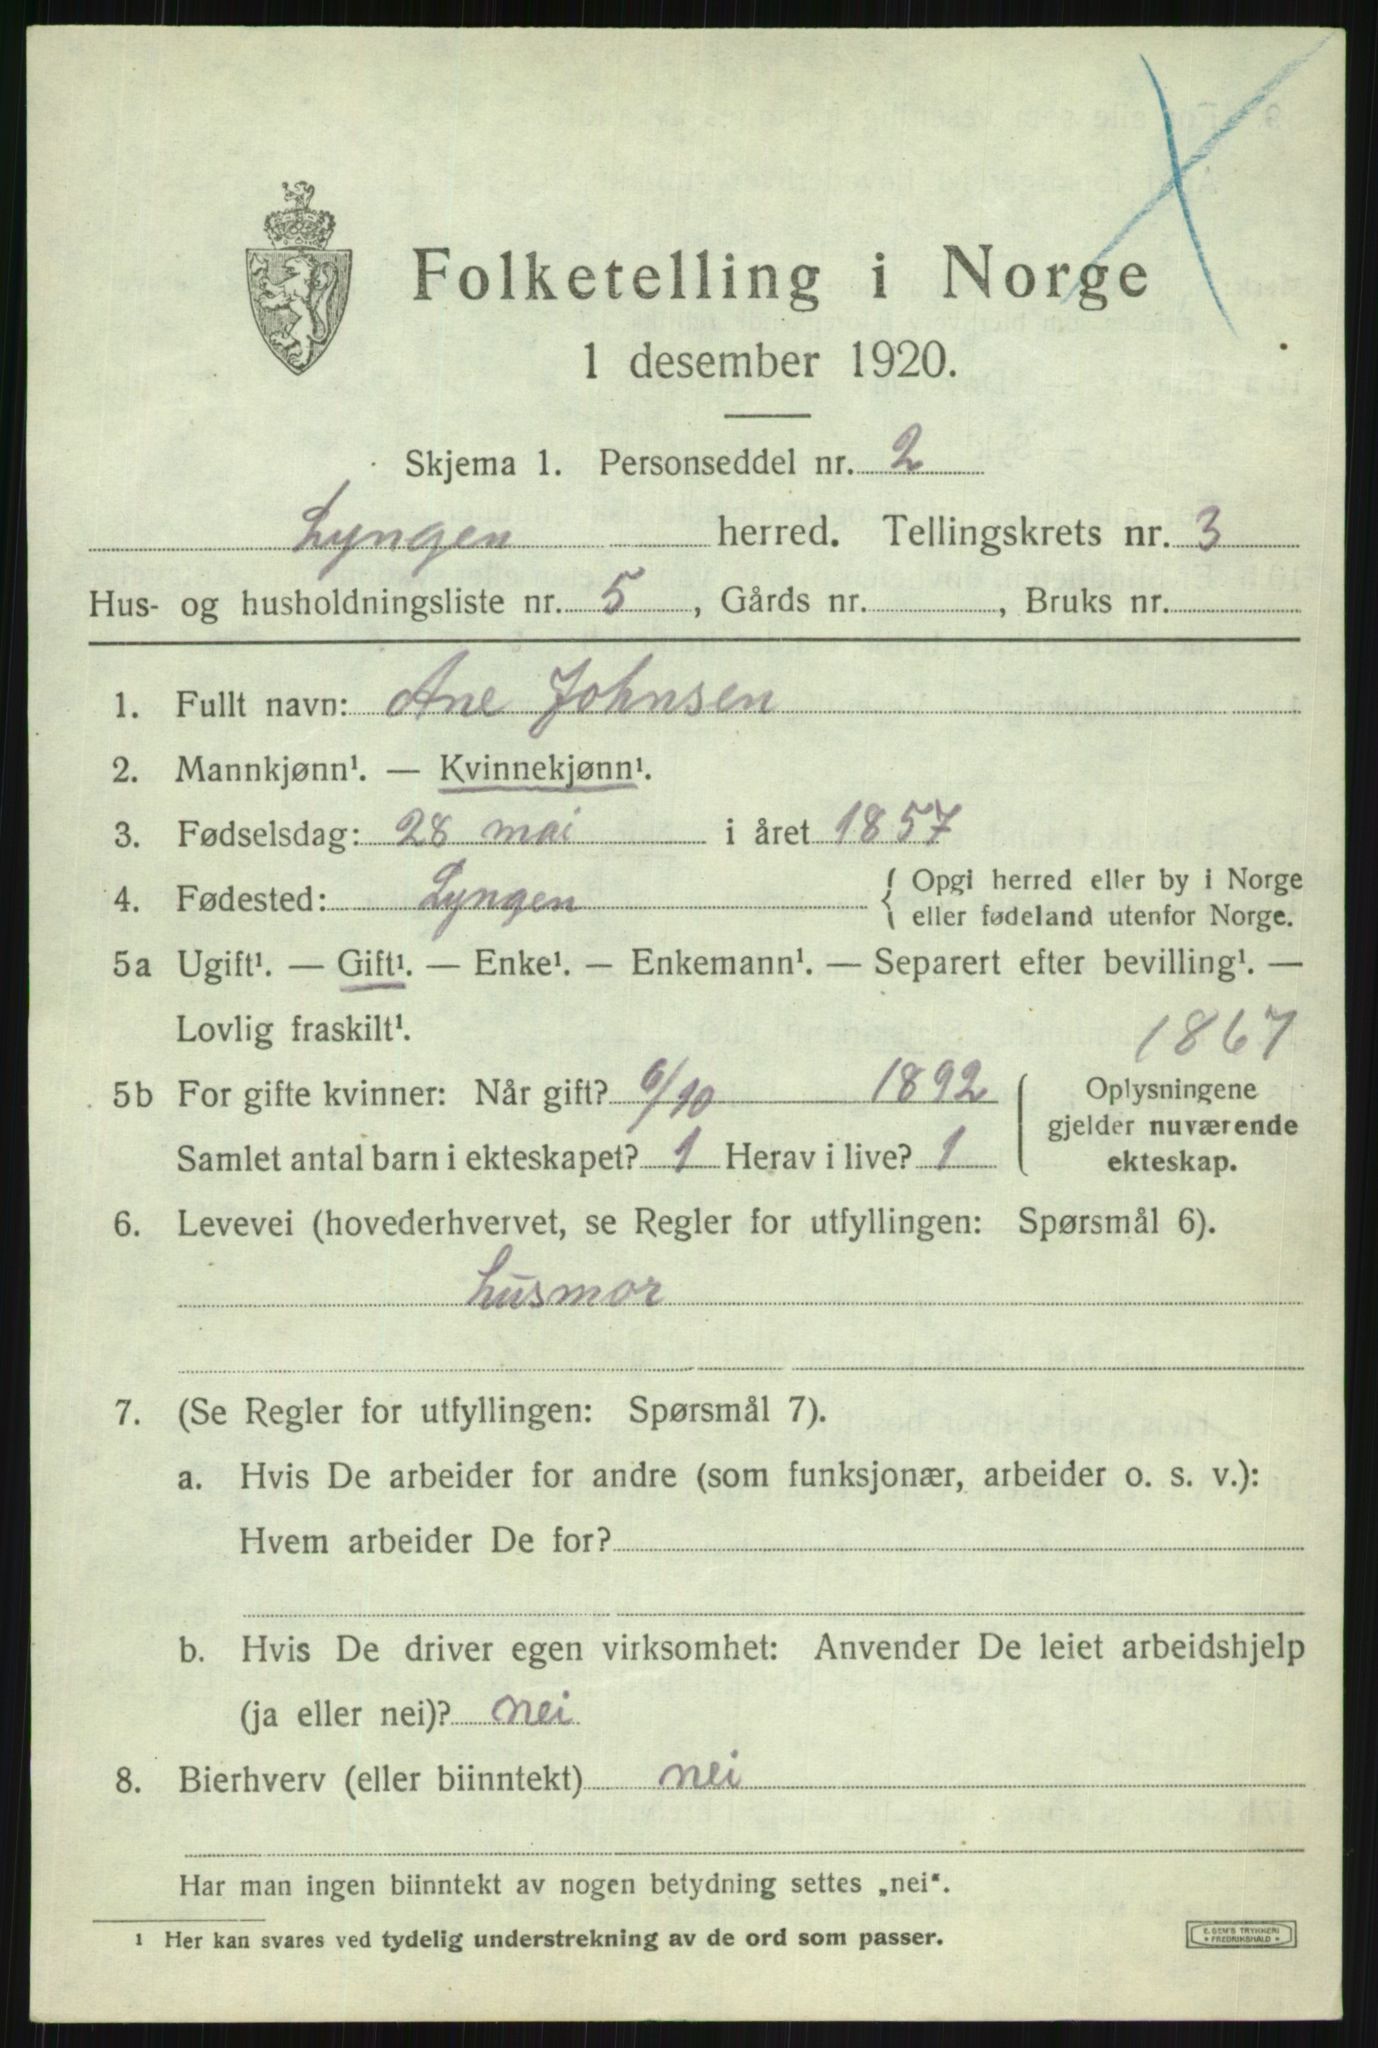 Folketelling i Norge
1 desember 1920.
Skjema 1. Personseddel nr. 2
Lyngen herred. Tellingskrets nr. 3
Hus- og husholdningsliste nr. 5, Gårds nr. , Bruks nr.
1. Fullt navn: Ane Johnsen
2. Mannkjønn¹. — Kvinnekjønn¹.
3. Fødselsdag: 28 mai i året 1857
4. Fødested: Lyngen { Opgi herred eller by i Norge
eller fødeland utenfor Norge.
5a Ugift¹. — Gift¹. — Enke¹. — Enkemann¹. — Separert efter bevilling¹. —
Lovlig fraskilt¹.
1867
5b For gifte kvinner: Når gift? 6/10 1892
Samlet antal barn i ekteskapet? 1 Herav i live? 1
Oplysningene
gjelder nuværende
ekteskap.
6. Levevei (hovederhvervet, se Regler for utfyllingen: Spørsmål 6).
husmor
7. (Se Regler for utfyllingen: Spørsmål 7).
a. Hvis De arbeider for andre (som funksjonær, arbeider o. s. v.):
Hvem arbeider De for?
b. Hvis De driver egen virksomhet: Anvender De leiet arbeidshjelp
(ja eller nei)? nei
8. Bierhverv (eller biinntekt) nei
Har man ingen biinntekt av nogen betydning settes „nei".
¹ Her kan svares ved tydelig understrekning av de ord som passer.
E. SEM'S TRYKKERI
* FREDRIKSHALD *